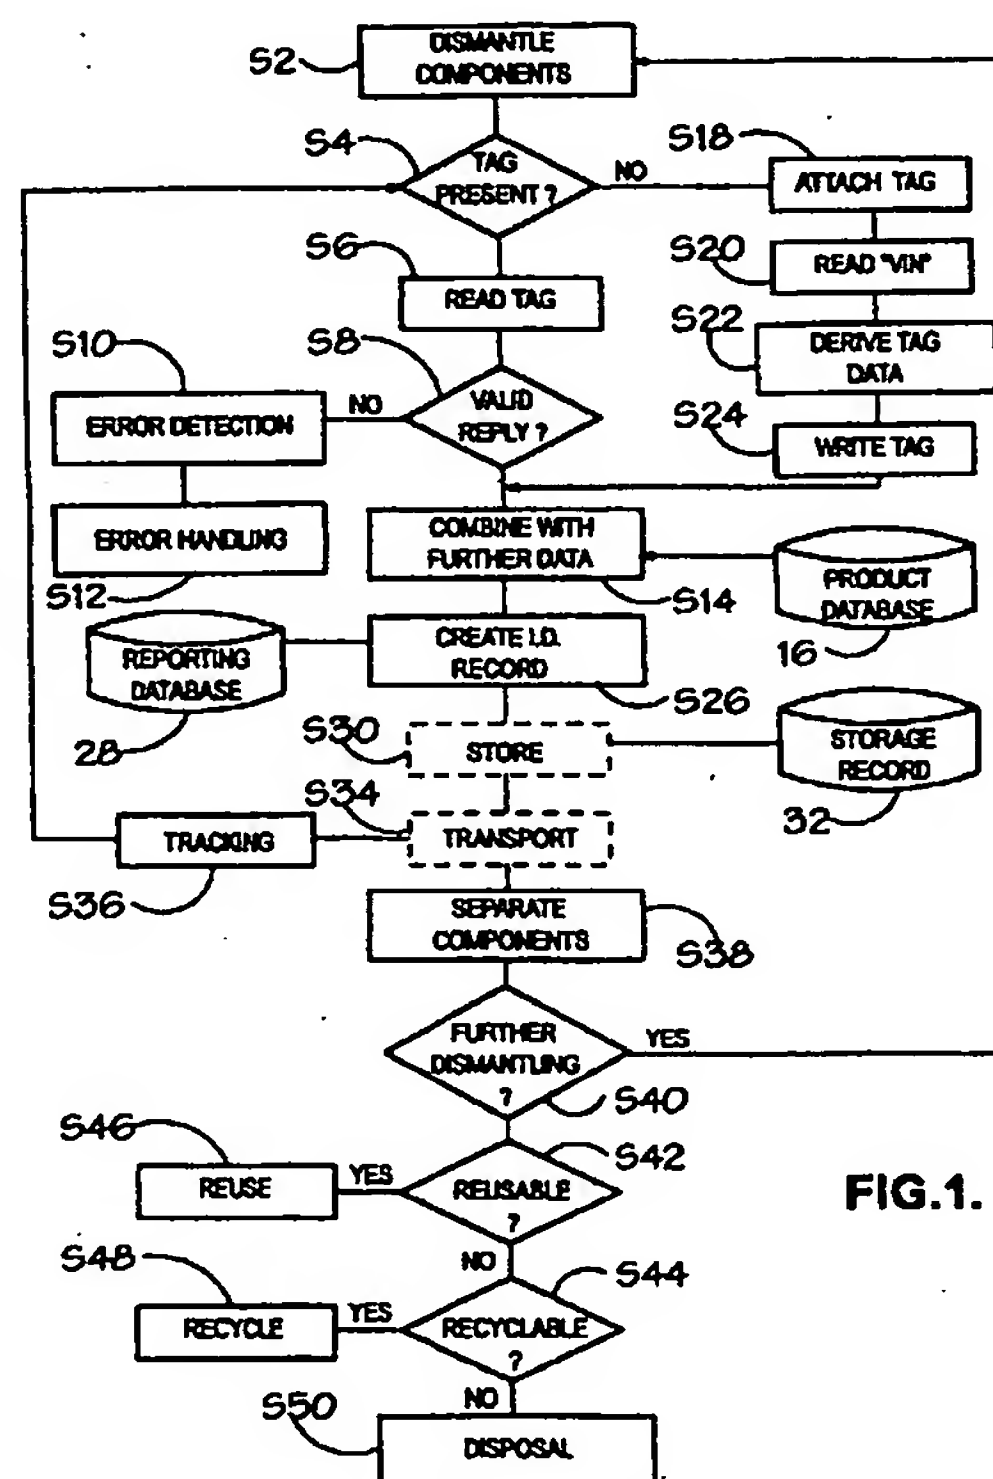 DISMANTLE
COMPONENTS
S2
S4
TAG
PRESENT ?
NO
S18
ATTACH TAG
S6
READ TAG
S20
READ "VIN"
S22
DERIVE TAG
DATA
S10
S8
VALID
REPLY ?
NO
ERROR DETECTION
S24
WRITE TAG
ERROR HANDLING
S12
COMBINE WITH
FURTHER DATA
S14
PRODUCT
DATABASE
16
REPORTING
DATABASE
28
CREATE I.D.
RECORD
S26
S30
STORE
STORAGE
RECORD
32
S34
TRANSPORT
TRACKING
S36
SEPARATE
COMPONENTS
S38
FURTHER
DISMANTLING
?
YES
S40
S46
REUSE
YES
REUSABLE
?
S42
FIG.1.
NO
S48
RECYCLE
YES
RECYCLABLE
?
S44
NO
S50
DISPOSAL